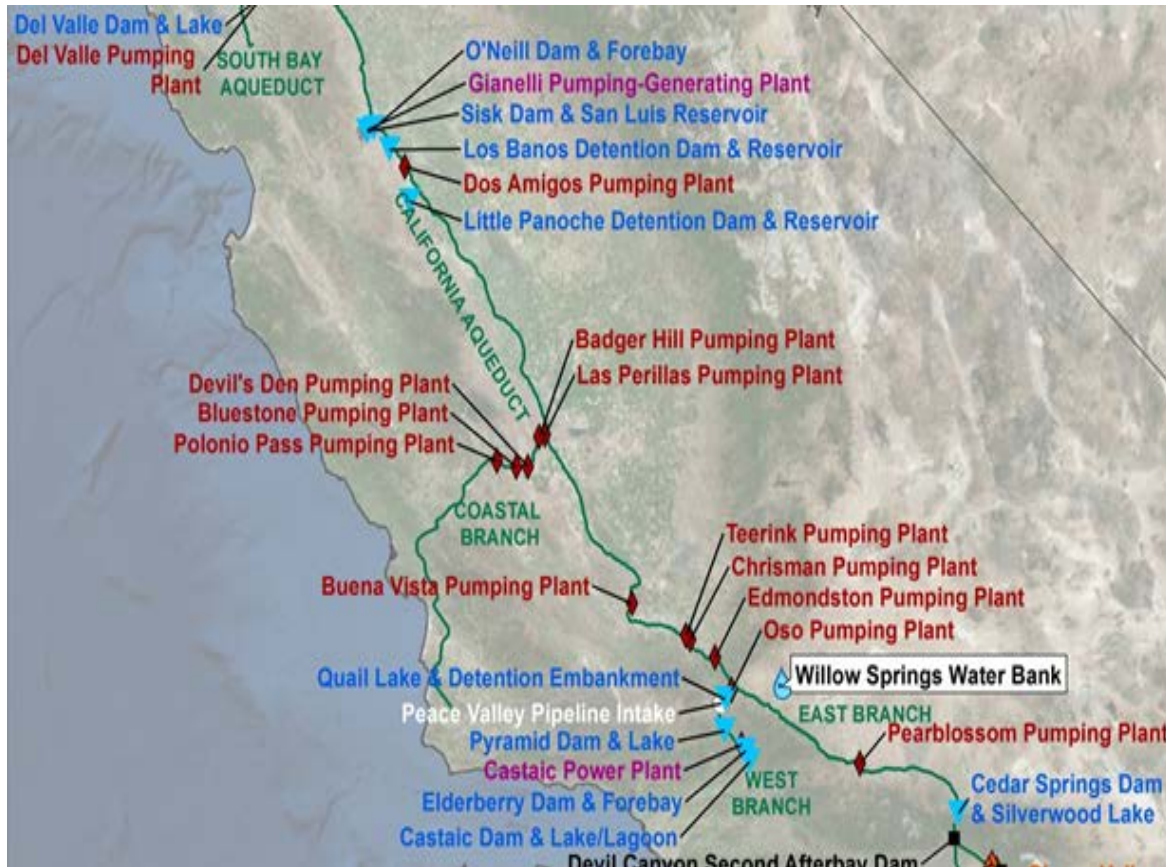 Del Valle Dam & Lake
Del Valle Pumping
Plant
SOUTH BAY
AQUEDUCT
O'Neill Dam & Forebay
Gianelli Pumping-Generating Plant
Sisk Dam & San Luis Reservoir
Los Banos Detention Dam & Reservoir
Dos Amigos Pumping Plant
Little Panoche Detention Dam & Reservoir
CALIFORNIA AQUEDUCT
Badger Hill Pumping Plant
Las Perillas Pumping Plant
Devil's Den Pumping Plant
Bluestone Pumping Plant
Polonio Pass Pumping Plant
COASTAL
BRANCH
Teerink Pumping Plant
Chrisman Pumping Plant
Buena Vista Pumping Plant
Edmondston Pumping Plant
Oso Pumping Plant
Quail Lake & Detention Embankment
Willow Springs Water Bank
Peace Valley Pipeline Intake
EAST BRANCH
Pearblossom Pumping Plant
Pyramid Dam & Lake
Castaic Power Plant
WEST
BRANCH
Elderberry Dam & Forebay
Castaic Dam & Lake/Lagoon
Cedar Springs Dam
& Silverwood Lake
Devil Canyon Second Afterbay Dam